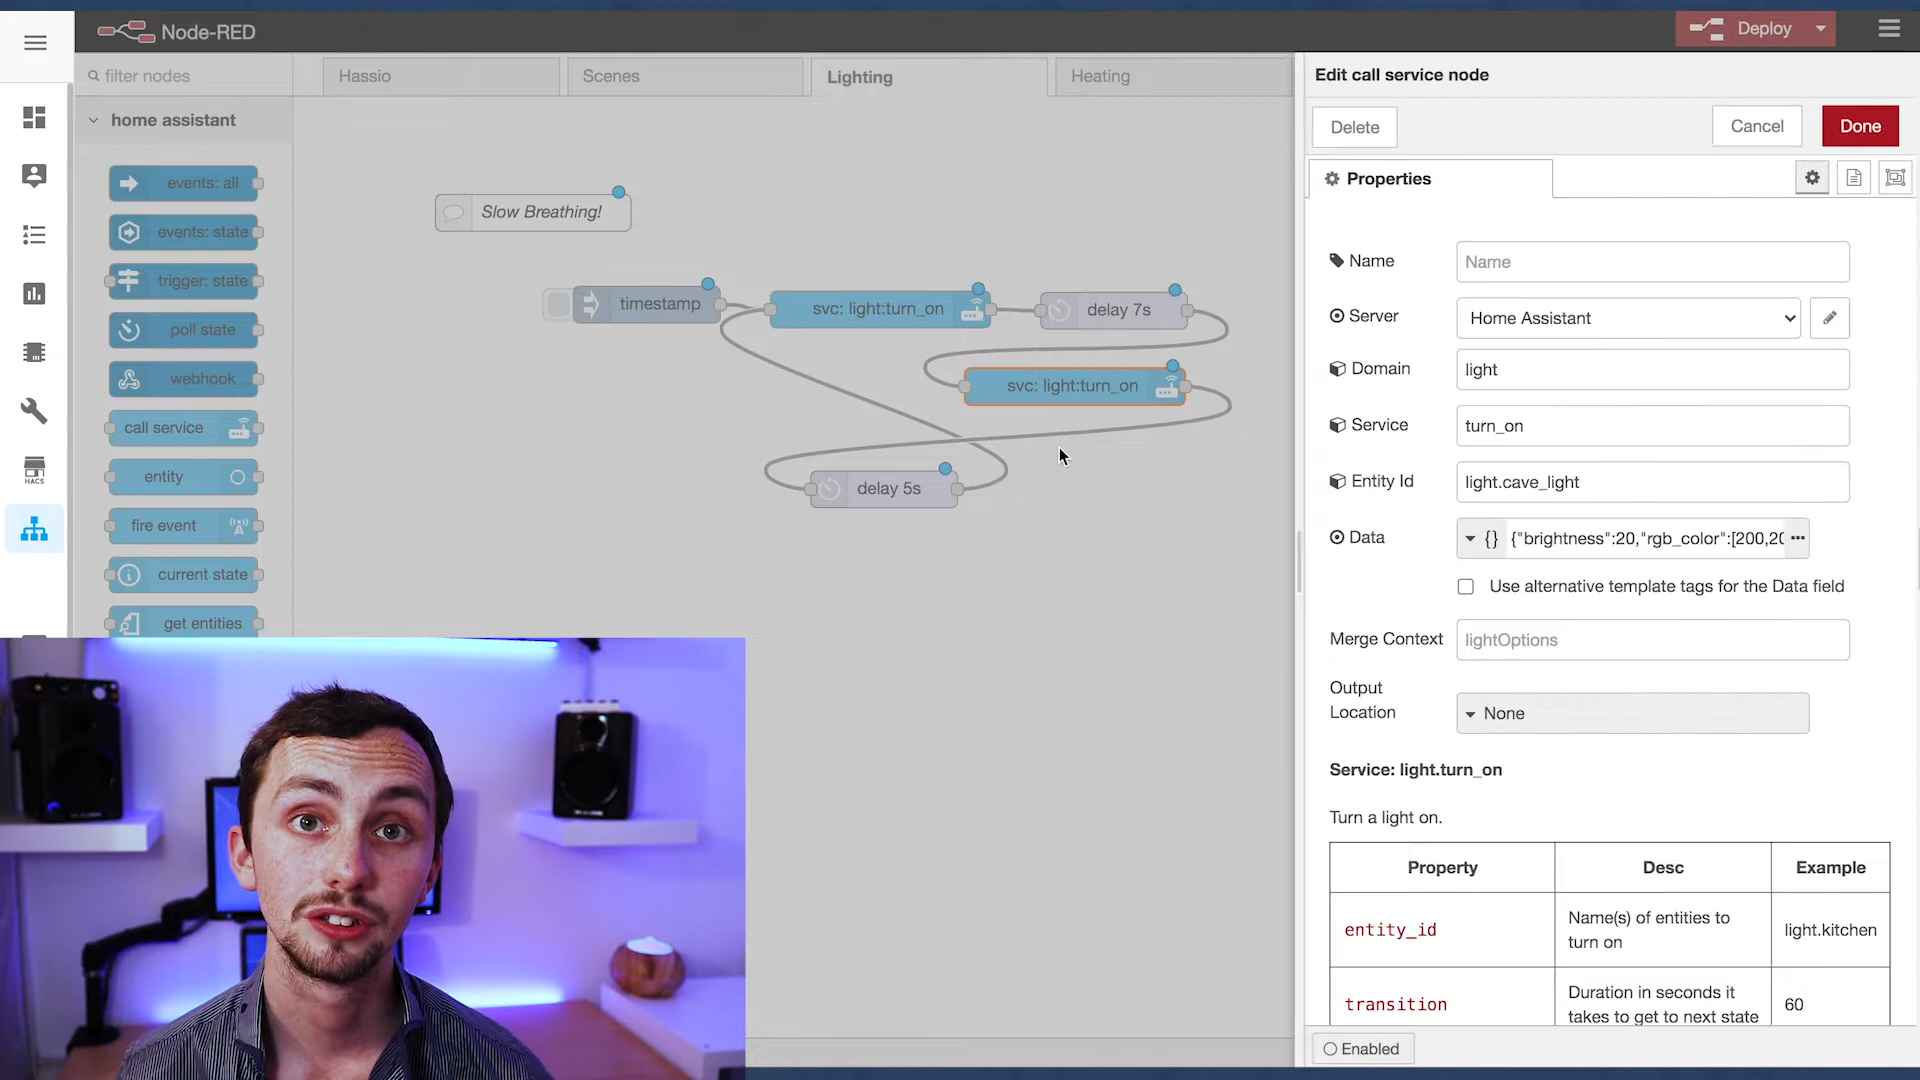 Node-RED
Deploy
filter nodes
Hassio
Scenes
Lighting
Heating
home assistant
events: all
events: state
trigger: state
poll state
webhook
call service
entity
fire event
current state
get entities
HACS
Slow Breathing!
timestamp
svc: light:turn_on
delay 7s
svc: light:turn_on
delay 5s
Edit call service node
Delete
Cancel
Done
Properties
Name
Name
Server
Home Assistant
Domain
light
Service
turn_on
Entity Id
light.cave_light
Data
{} {"brightness":20,"rgb_color":[200,20
Use alternative template tags for the Data field
Merge Context
lightOptions
Output
Location
None
Service: light.turn_on
Turn a light on.
Property Desc Example
entity_id
Name(s) of entities to
turn on
light.kitchen
transition
Duration in seconds it
takes to get to next state
60
Enabled